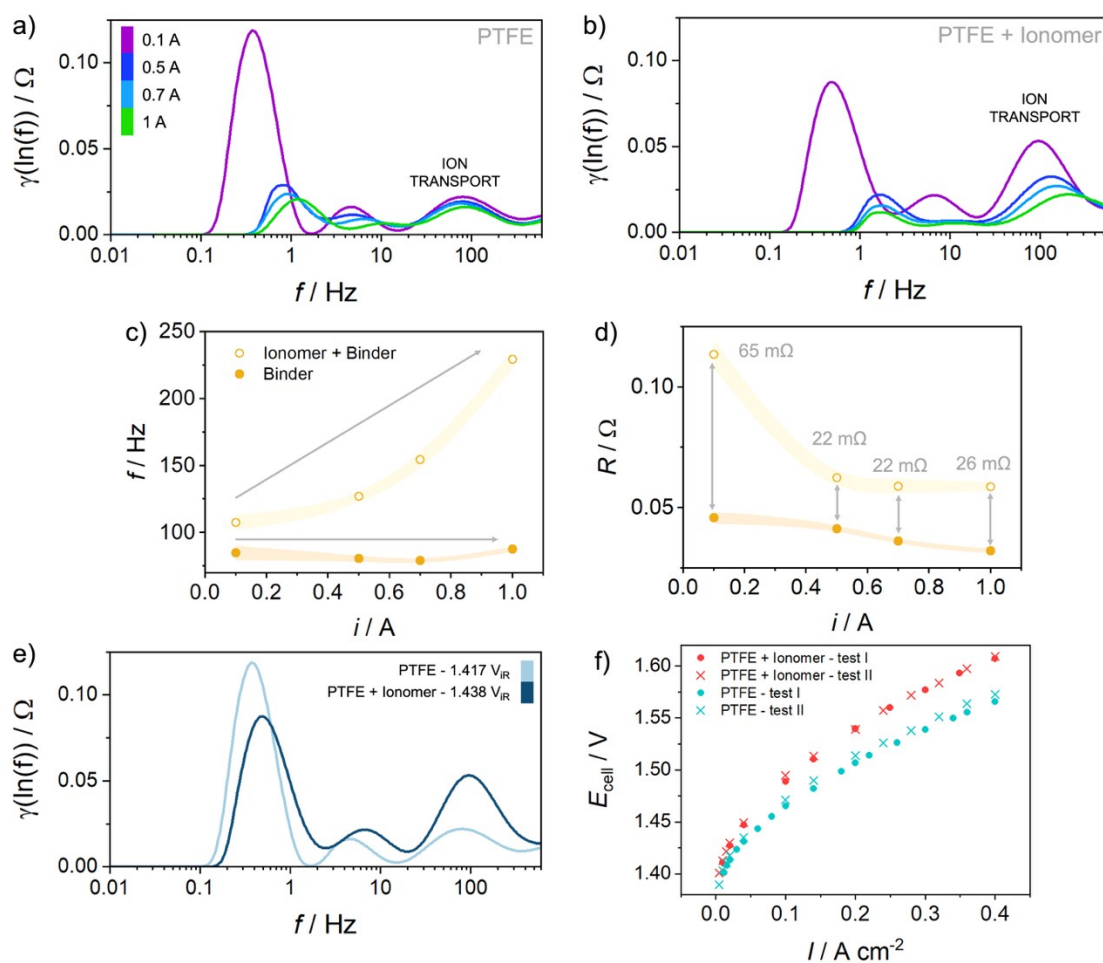 a)
PTFE
0.1 A
0.5 A
0.7 A
1 A
ION
TRANSPORT
γ(ln(f)) / Ω
0.10
0.05
0.00
0.01 0.1 1 10 100
f / Hz
b)
PTFE + Ionomer
ION
TRANSPORT
γ(ln(f)) / Ω
0.10
0.05
0.00
0.01 0.1 1 10 100
f / Hz
c)
Ionomer + Binder
Binder
f / Hz
250
200
150
100
50
0.0 0.2 0.4 0.6 0.8 1.0
i / A
d)
65 mΩ
22 mΩ
22 mΩ
26 mΩ
R / Ω
0.10
0.05
0.0 0.2 0.4 0.6 0.8 1.0
i / A
e)
PTFE - 1.417 ViR
PTFE + Ionomer - 1.438 ViR
γ(ln(f)) / Ω
0.10
0.05
0.00
0.01 0.1 1 10 100
f / Hz
f)
PTFE + Ionomer - test I
PTFE + Ionomer - test II
PTFE - test I
PTFE - test II
Ecell / V
1.60
1.55
1.50
1.45
1.40
0.0 0.1 0.2 0.3 0.4
I / A cm-2